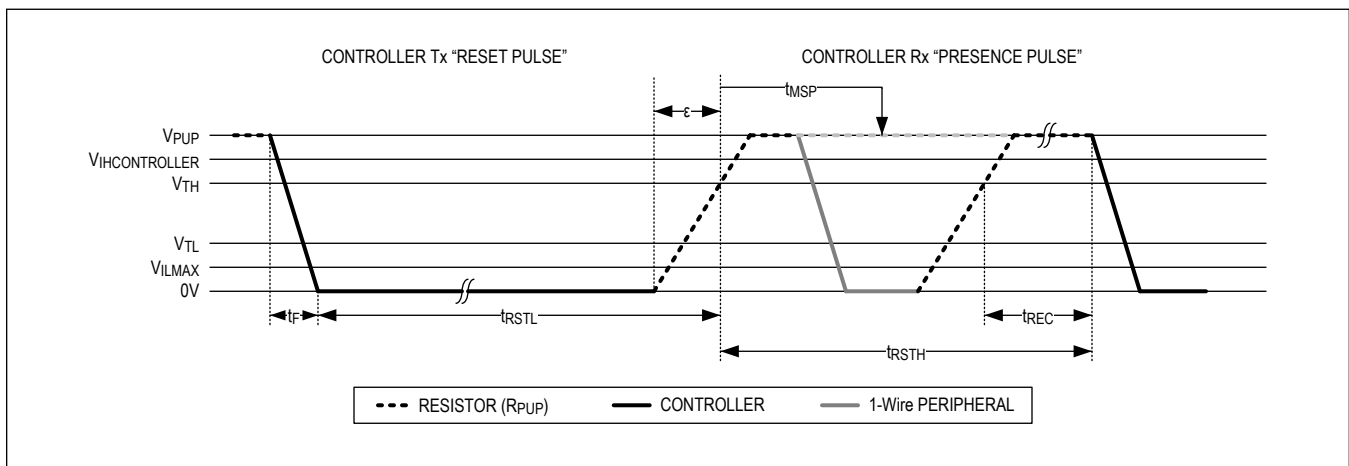 CONTROLLER Tx “RESET PULSE”
CONTROLLER Rx “PRESENCE PULSE”
tMSP
ε
VPUP
VIHCONTROLLER
VTH
VTL
VILMAX
0V
tF
tRSTL
tREC
tRSTH
RESISTOR (RPUP)
CONTROLLER
1-Wire PERIPHERAL